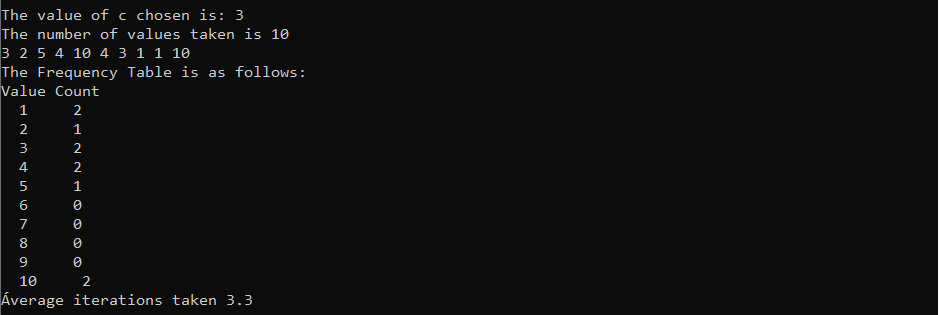 The value of c chosen is: 3
The number of values taken is 10
3 2 5 4 10 4 3 1 1 10
The Frequency Table is as follows:
Value Count
1 2
2 1
3 2
4 2
5 1
6 0
7 0
8 0
9 0
10 2
Áverage iterations taken 3.3